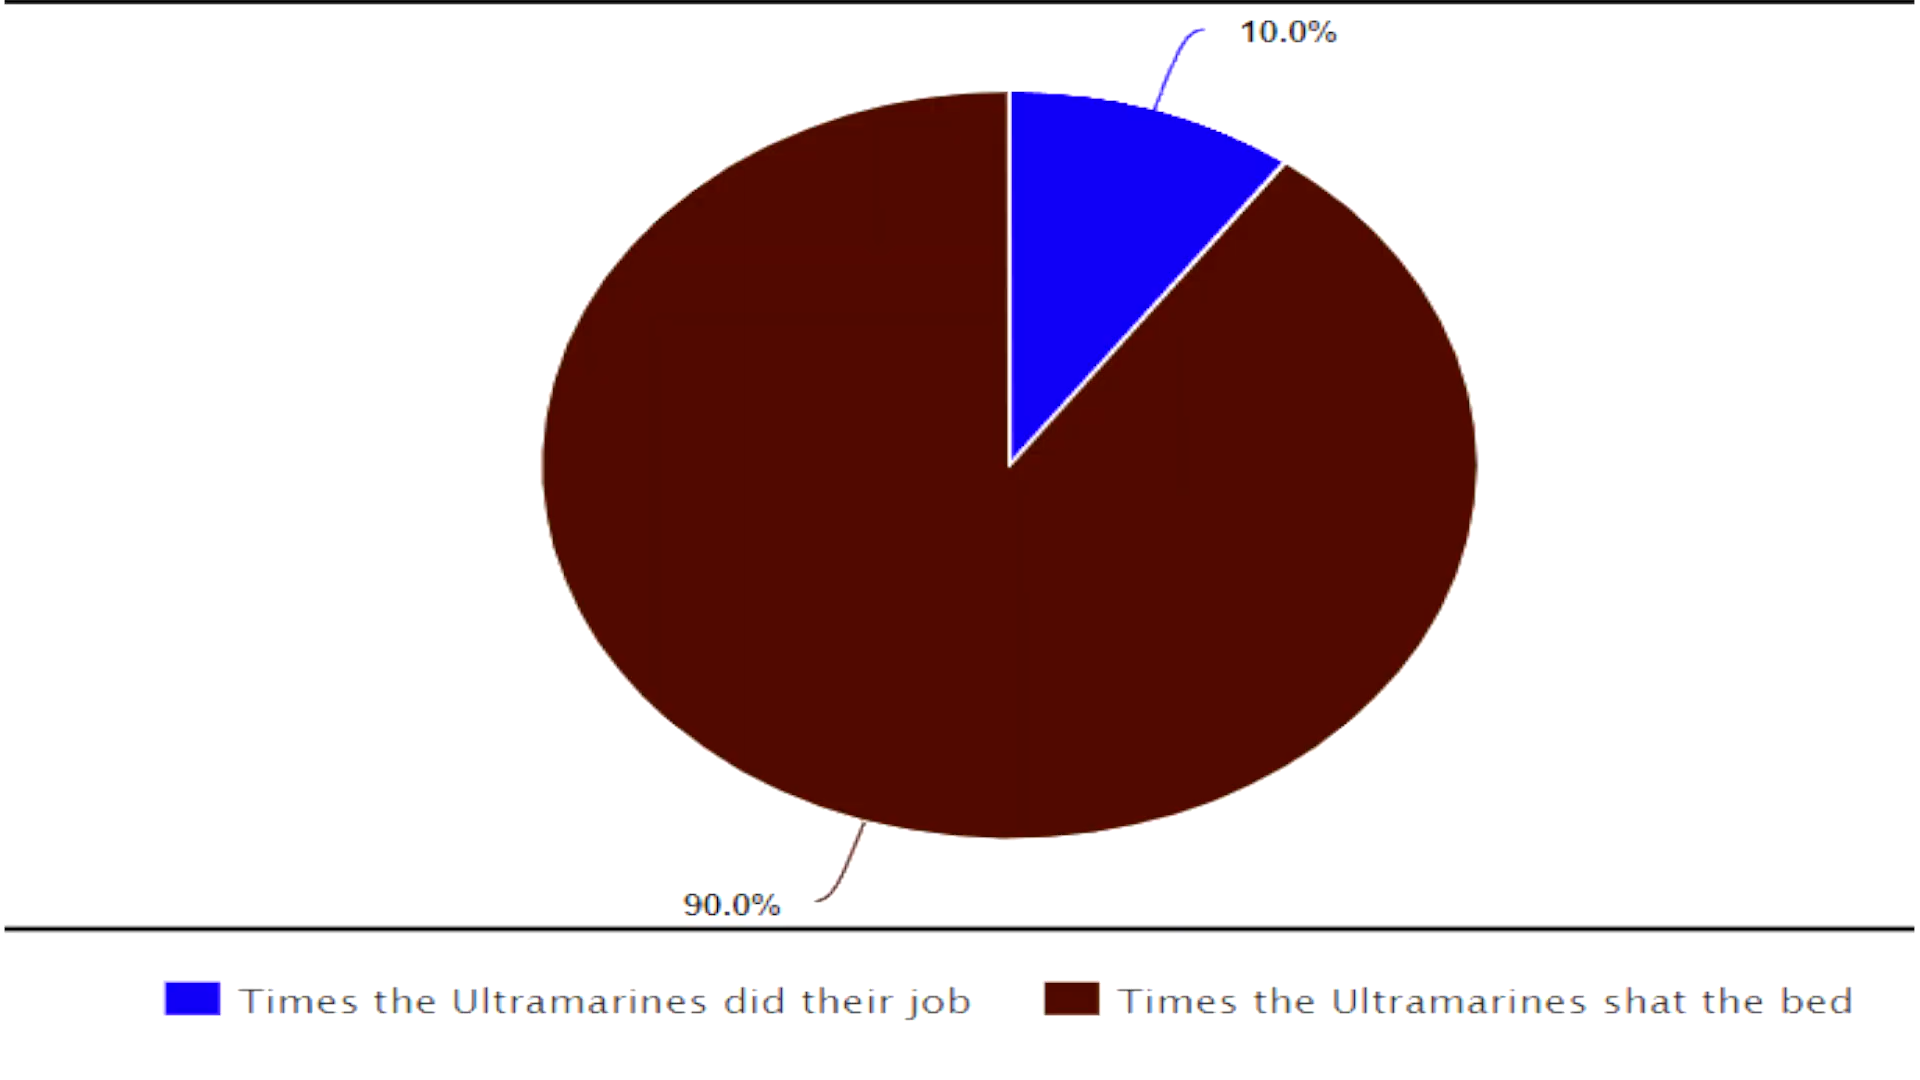 10.0%
90.0%
Times the Ultramarines did their job
Times the Ultramarines shat the bed